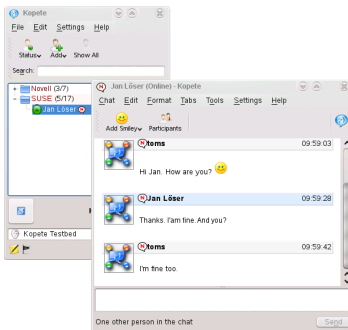 Kopete
File Edit Settings Help
Status Add Show All
Search:
Novell (3/7)
SUSE (5/17)
Jan Löser
Kopete Testbed
Jan Löser (Online) - Kopete
Chat Edit Format Tabs Tools Settings Help
Add Smiley Participants
toms 09:59:03
Hi Jan. How are you?
Jan Löser 09:59:28
Thanks. I'am fine. And you?
toms 09:59:42
I'm fine too.
One other person in the chat
Send